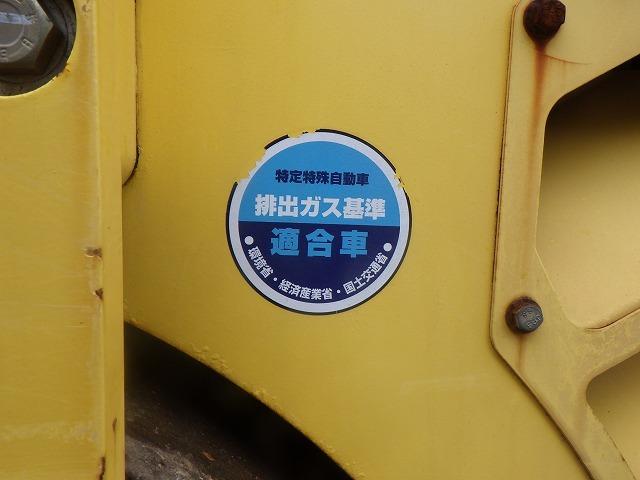 特定特殊自動車
排出ガス基準
適合車
●環境省・経済産業省・国土交通省●